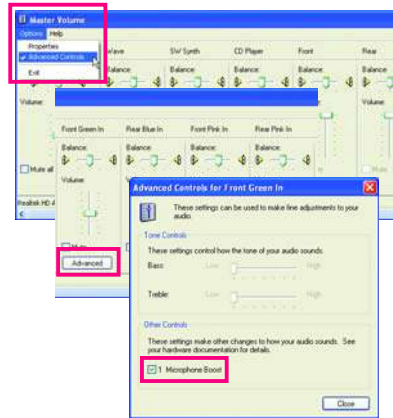 Master Volume
Options Help
Properties
Advanced Controls
Exit
Wave SW Synth CD Player Front Rear
Balance: Balance: Balance: Balance: Balance:
Volume:
Mute all
Realtek HD A
Front Green In Rear Blue In Front Pink In Rear Pink In
Balance: Balance: Balance: Balance:
Volume:
Mute
Advanced
Advanced Controls for Front Green In
These settings can be used to make fine adjustments to your
audio.
Tone Controls
These settings control how the tone of your audio sounds.
Bass: Low High
Treble: Low High
Other Controls
These settings make other changes to how your audio sounds. See
your hardware documentation for details.
1 Microphone Boost
Close